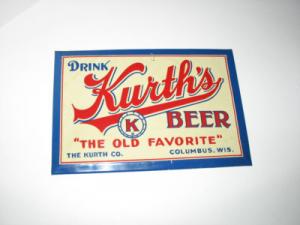 DRINK
Kurth's
K BEER
"THE OLD FAVORITE"
THE KURTH CO. COLUMBUS, WIS.